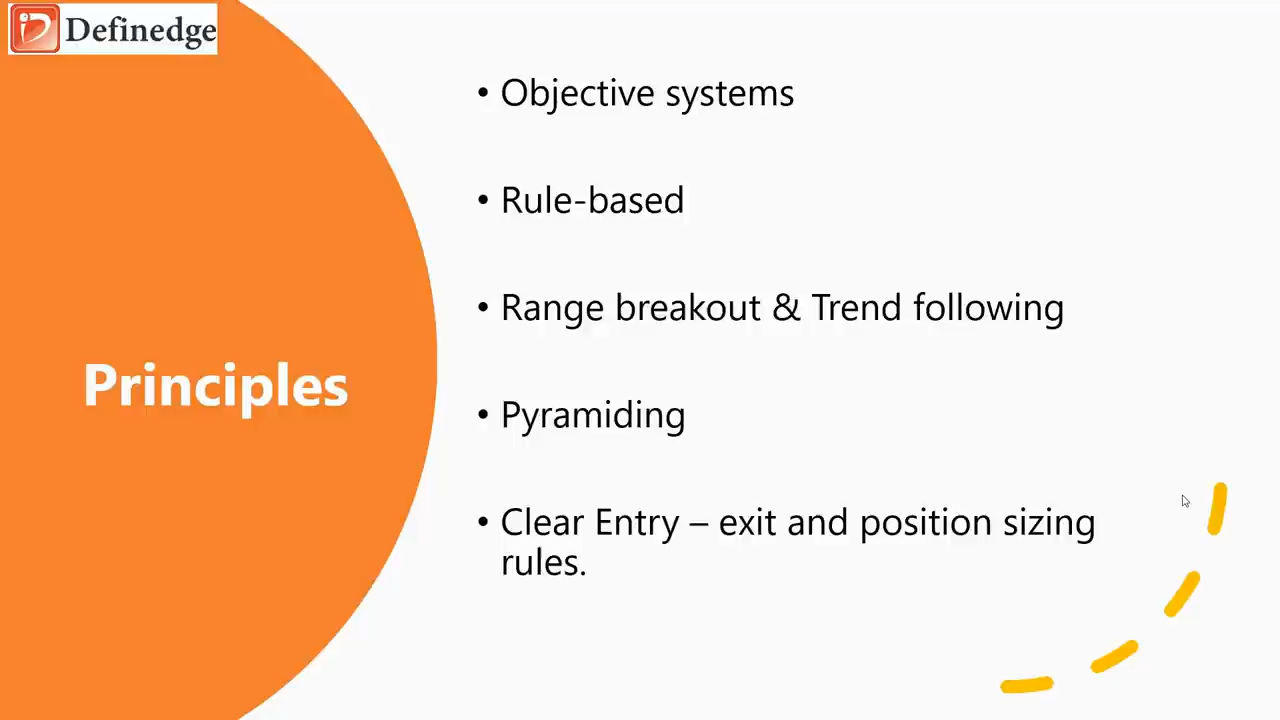 Definedge
Principles
• Objective systems
• Rule-based
• Range breakout & Trend following
• Pyramiding
• Clear Entry – exit and position sizing
rules.